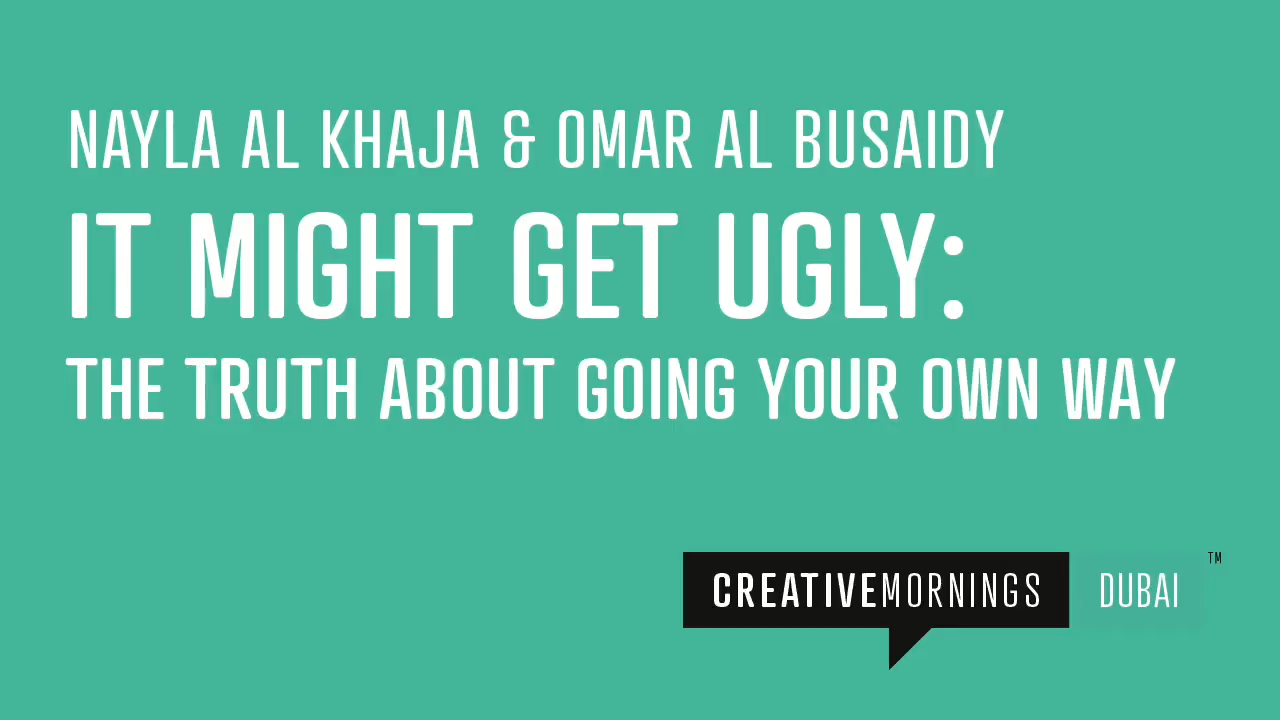 NAYLA AL KHAJA & OMAR AL BUSAIDY
IT MIGHT GET UGLY:
THE TRUTH ABOUT GOING YOUR OWN WAY
CREATIVEMORNINGS DUBAI ™